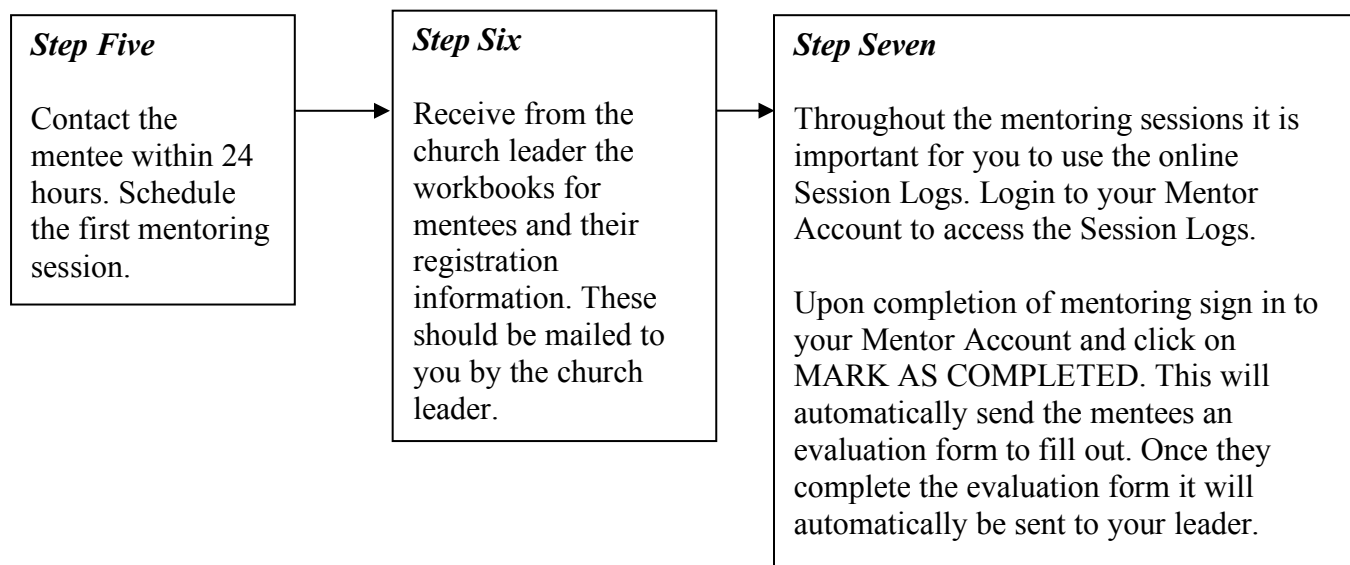 Step Five
Contact the
mentee within 24
hours. Schedule
the first mentoring
session.
Step Six
Receive from the
church leader the
workbooks for
mentees and their
registration
information. These
should be mailed to
you by the church
leader.
Step Seven
Throughout the mentoring sessions it is
important for you to use the online
Session Logs. Login to your Mentor
Account to access the Session Logs.
Upon completion of mentoring sign in to
your Mentor Account and click on
MARK AS COMPLETED. This will
automatically send the mentees an
evaluation form to fill out. Once they
complete the evaluation form it will
automatically be sent to your leader.